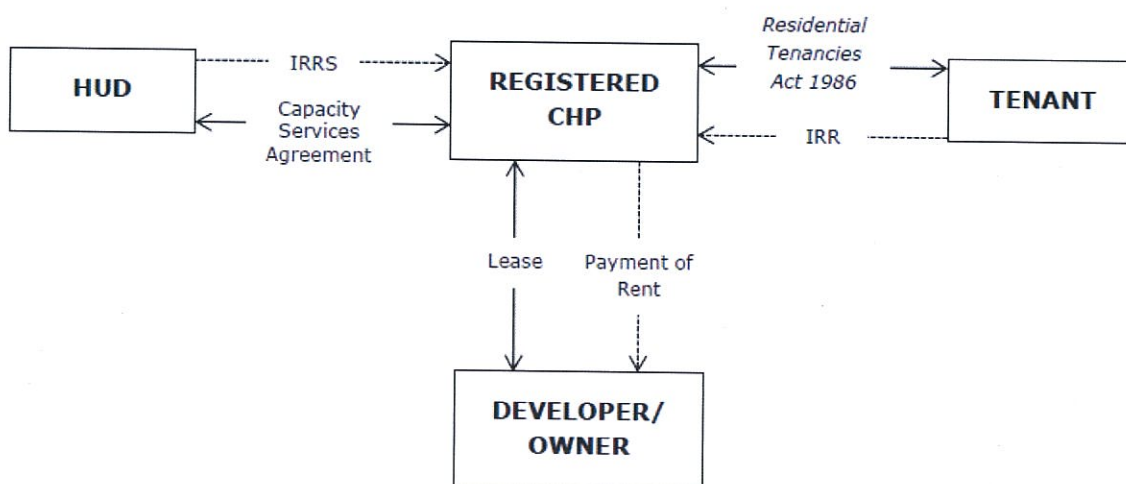 HUD
IRRS
Capacity
Services
Agreement
REGISTERED
CHP
Residential
Tenancies
Act 1986
IRR
TENANT
Lease
Payment of
Rent
DEVELOPER/
OWNER